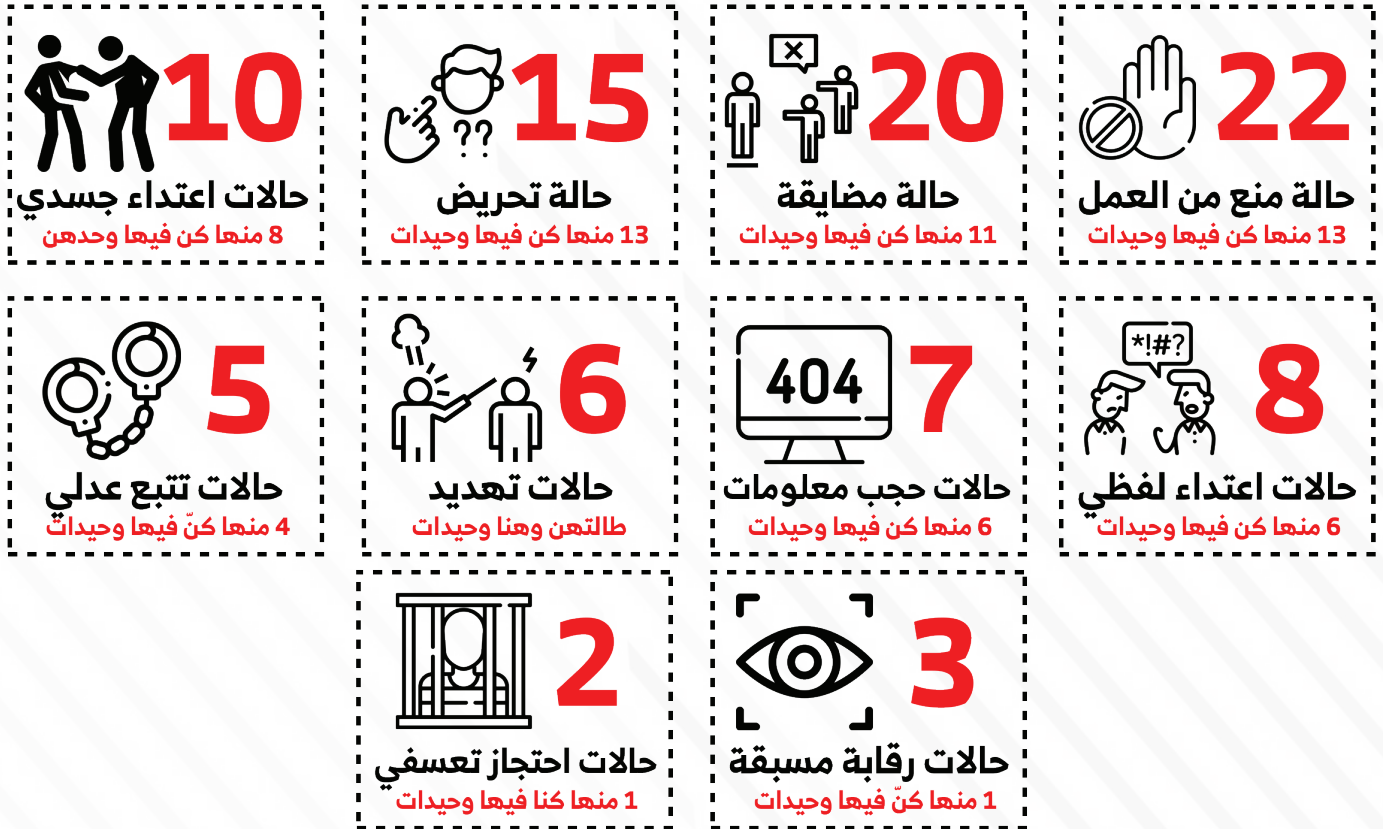 22
حالة منع من العمل
13 منها كن فيها وحيدات
20
حالة مضايقة
11 منها كن فيها وحيدات
15
??
حالة تحريض
13 منها كن فيها وحيدات
10
حالات اعتداء جسدي
8 منها كن فيها وحدهن
*!#?
8
حالات اعتداء لفظي
6 منها كن فيها وحيدات
404
7
حالات حجب معلومات
6 منها كن فيها وحيدات
6
حالات تهديد
طالتهن وهنا وحيدات
5
حالات تتبع عدلي
4 منها كنّ فيها وحيدات
3
حالات رقابة مسبقة
1 منها كنّ فيها وحيدات
2
حالات احتجاز تعسفي
1 منها كنا فيها وحيدات